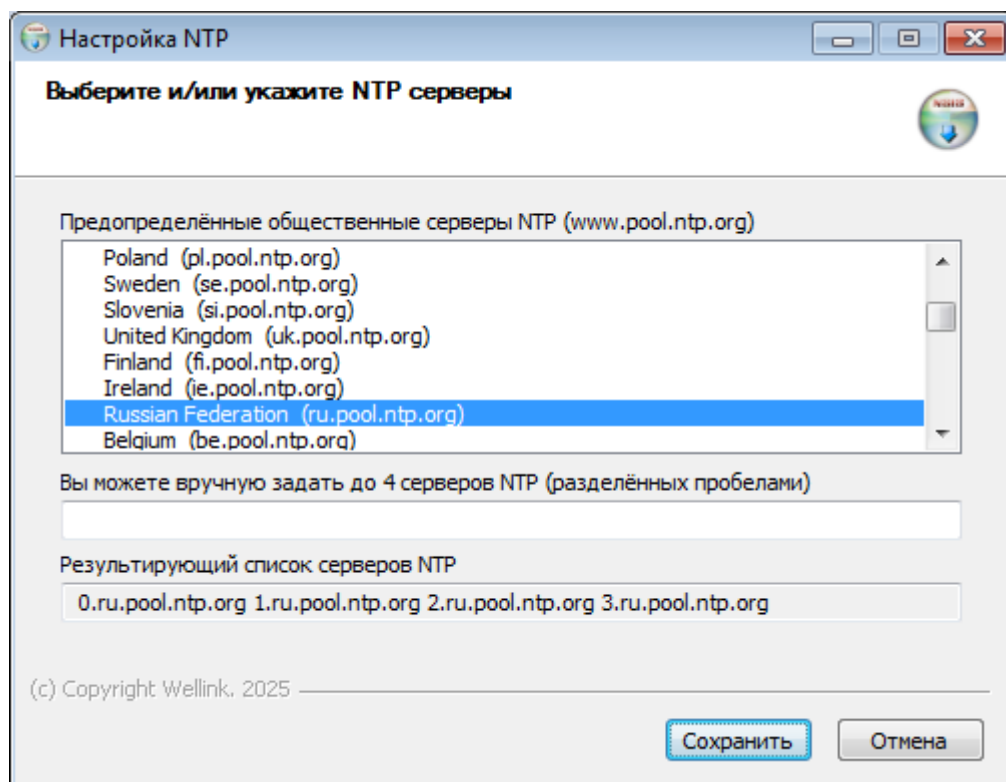 Настройка NTP
Выберите и/или укажите NTP серверы
Предопределённые общественные серверы NTP (www.pool.ntp.org)
Poland (pl.pool.ntp.org)
Sweden (se.pool.ntp.org)
Slovenia (si.pool.ntp.org)
United Kingdom (uk.pool.ntp.org)
Finland (fi.pool.ntp.org)
Ireland (ie.pool.ntp.org)
Russian Federation (ru.pool.ntp.org)
Belgium (be.pool.ntp.org)
Вы можете вручную задать до 4 серверов NTP (разделённых пробелами)
Результирующий список серверов NTP
0.ru.pool.ntp.org 1.ru.pool.ntp.org 2.ru.pool.ntp.org 3.ru.pool.ntp.org
(c) Copyright Wellink. 2025
Сохранить Отмена